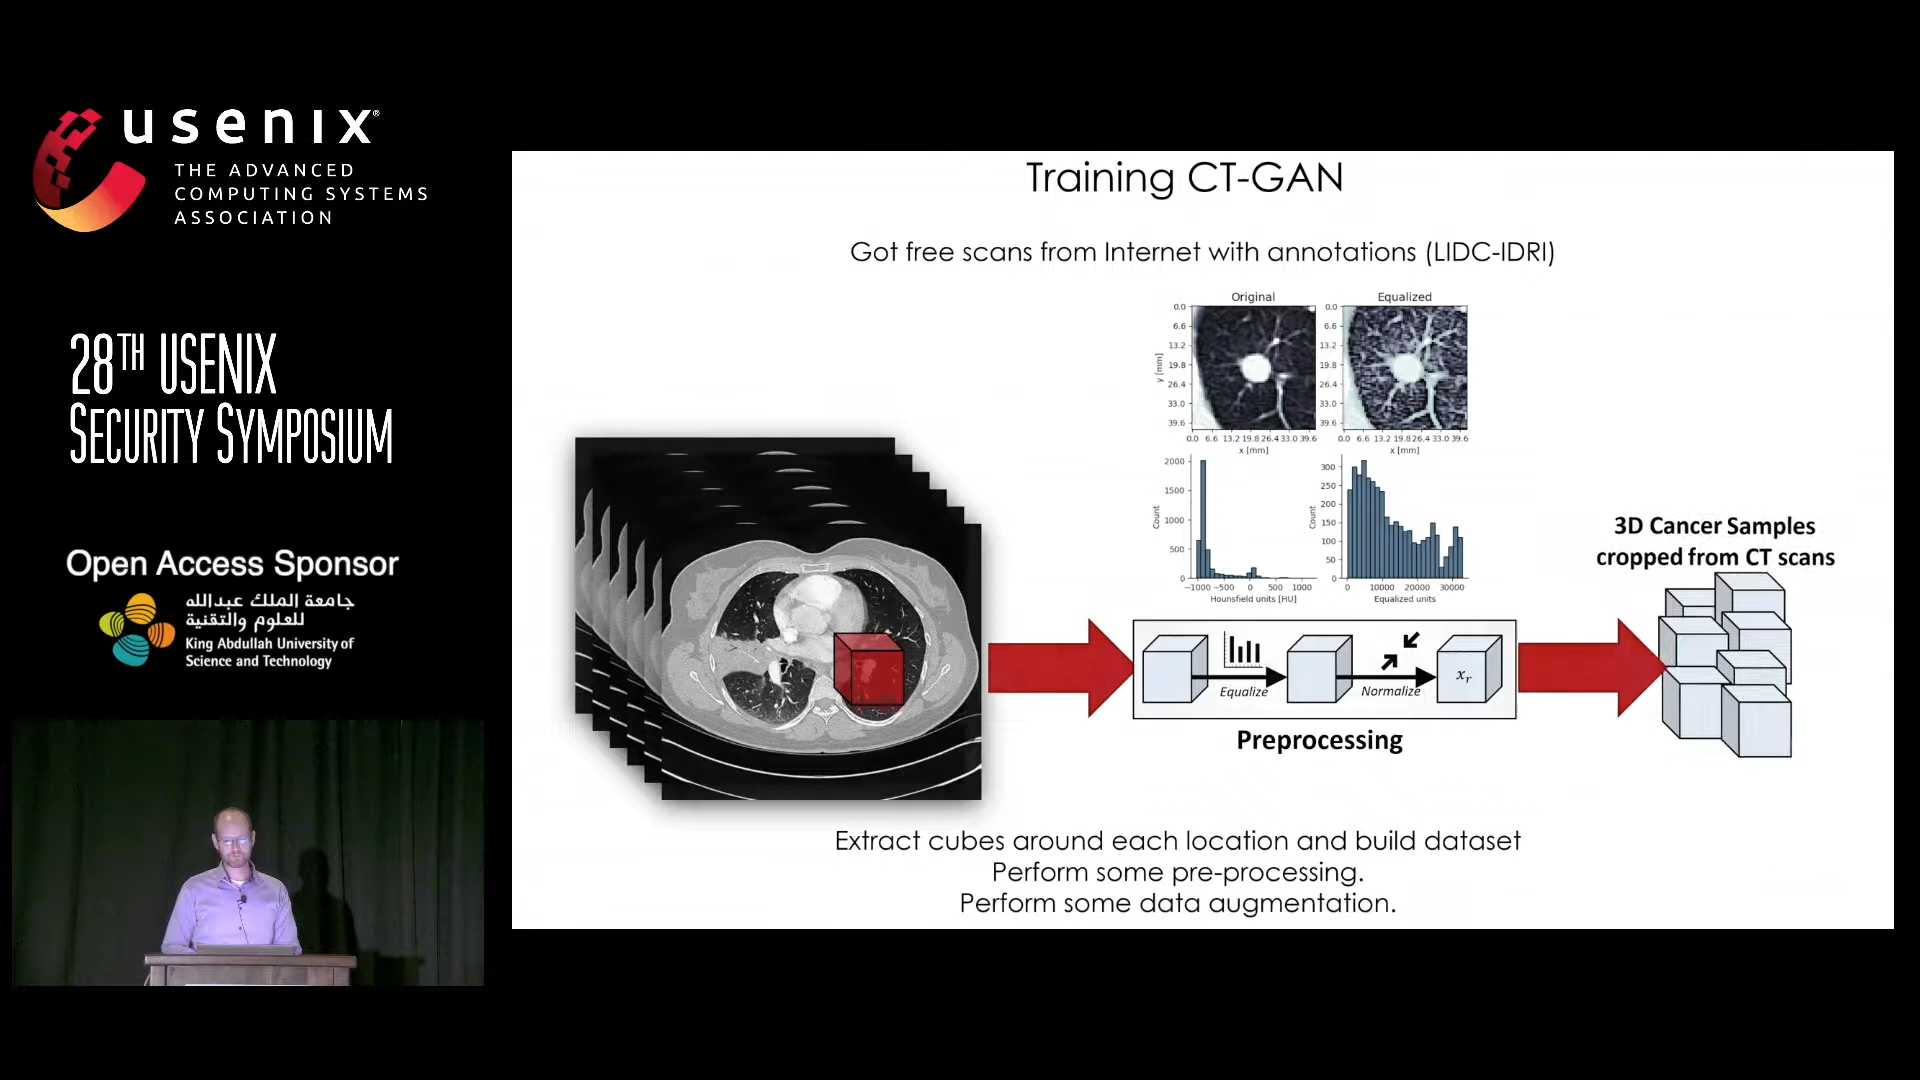 usenix®
THE ADVANCED
COMPUTING SYSTEMS
ASSOCIATION
28TH USENIX
SECURITY SYMPOSIUM
Open Access Sponsor
جامعة الملك عبدالله
للعلوم والتقنية
King Abdullah University of
Science and Technology
Training CT-GAN
Got free scans from Internet with annotations (LIDC-IDRI)
Original
Equalized
0.0
6.6
13.2
19.8
26.4
33.0
39.6
y [mm]
0.0 6.6 13.2 19.8 26.4 33.0 39.6
x [mm]
0.0
6.6
13.2
19.8
26.4
33.0
39.6
0.0 6.6 13.2 19.8 26.4 33.0 39.6
x [mm]
2000
1500
1000
500
0
Count
−1000 −500 0 500 1000
Hounsfield units [HU]
300
250
200
150
100
50
0
Count
0 10000 20000 30000
Equalized units
Equalize
Normalize
xᵣ
Preprocessing
3D Cancer Samples
cropped from CT scans
Extract cubes around each location and build dataset
Perform some pre-processing.
Perform some data augmentation.